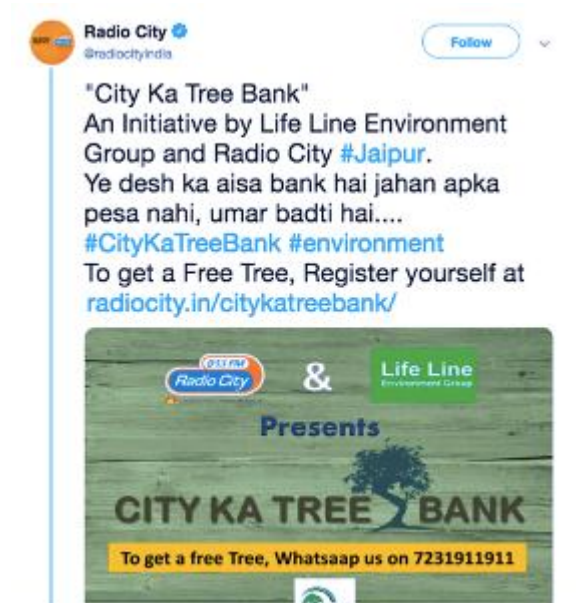 Radio City
@radiocityindia
Follow
"City Ka Tree Bank"
An Initiative by Life Line Environment
Group and Radio City #Jaipur.
Ye desh ka aisa bank hai jahan apka
pesa nahi, umar badti hai....
#CityKaTreeBank #environment
To get a Free Tree, Register yourself at
radiocity.in/citykatreebank/
Radio City
&
Life Line
Environment Group
Presents
CITY KA TREE BANK
To get a free Tree, Whatsaap us on 7231911911